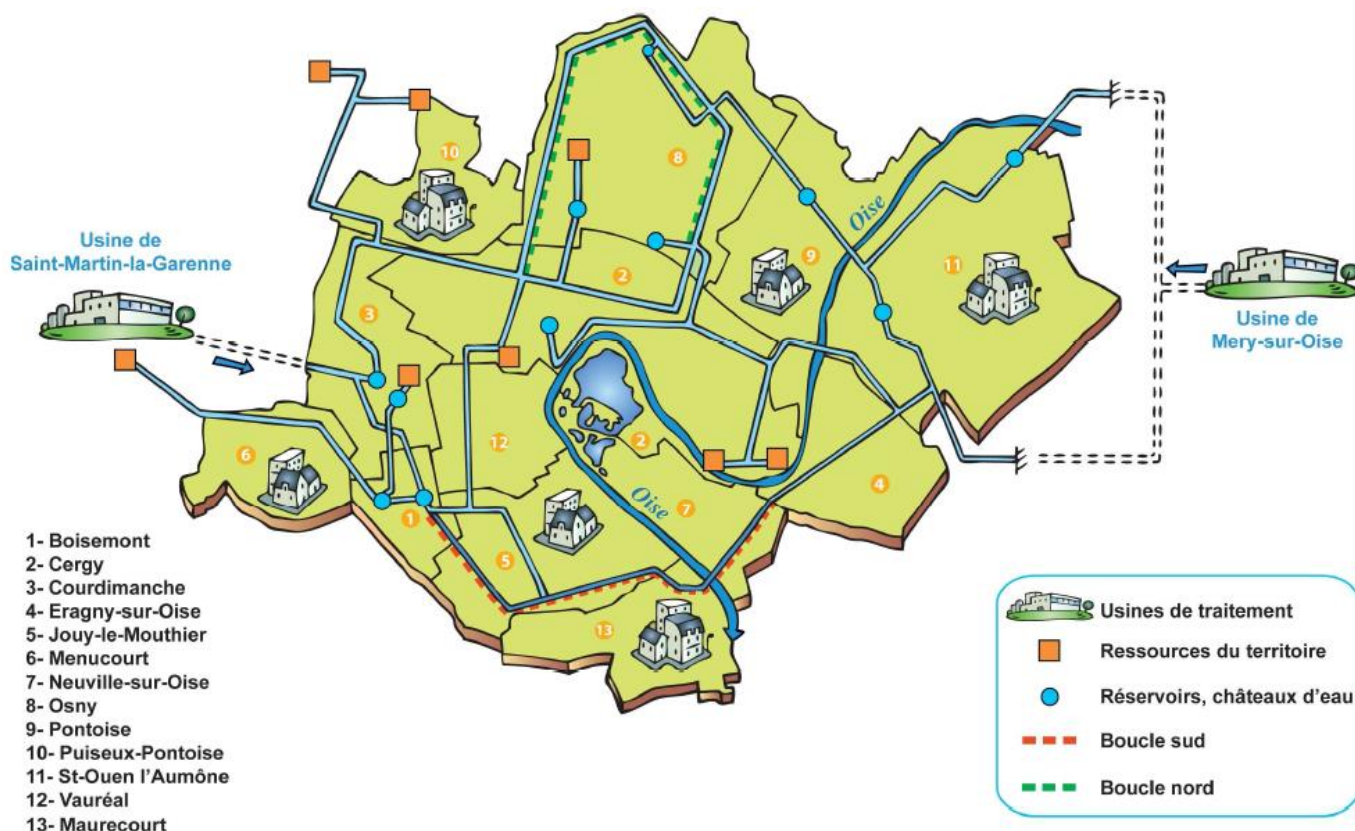 10
8
Oise
Usine de
Saint-Martin-la-Garenne
9
2
11
3
Usine de
Mery-sur-Oise
12
2
6
4
Oise
7
1
5
13
1- Boisemont
2- Cergy
3- Courdimanche
4- Eragny-sur-Oise
5- Jouy-le-Mouthier
6- Menucourt
7- Neuville-sur-Oise
8- Osny
9- Pontoise
10- Puiseux-Pontoise
11- St-Ouen l'Aumône
12- Vauréal
13- Maurecourt
Usines de traitement
Ressources du territoire
Réservoirs, châteaux d'eau
Boucle sud
Boucle nord